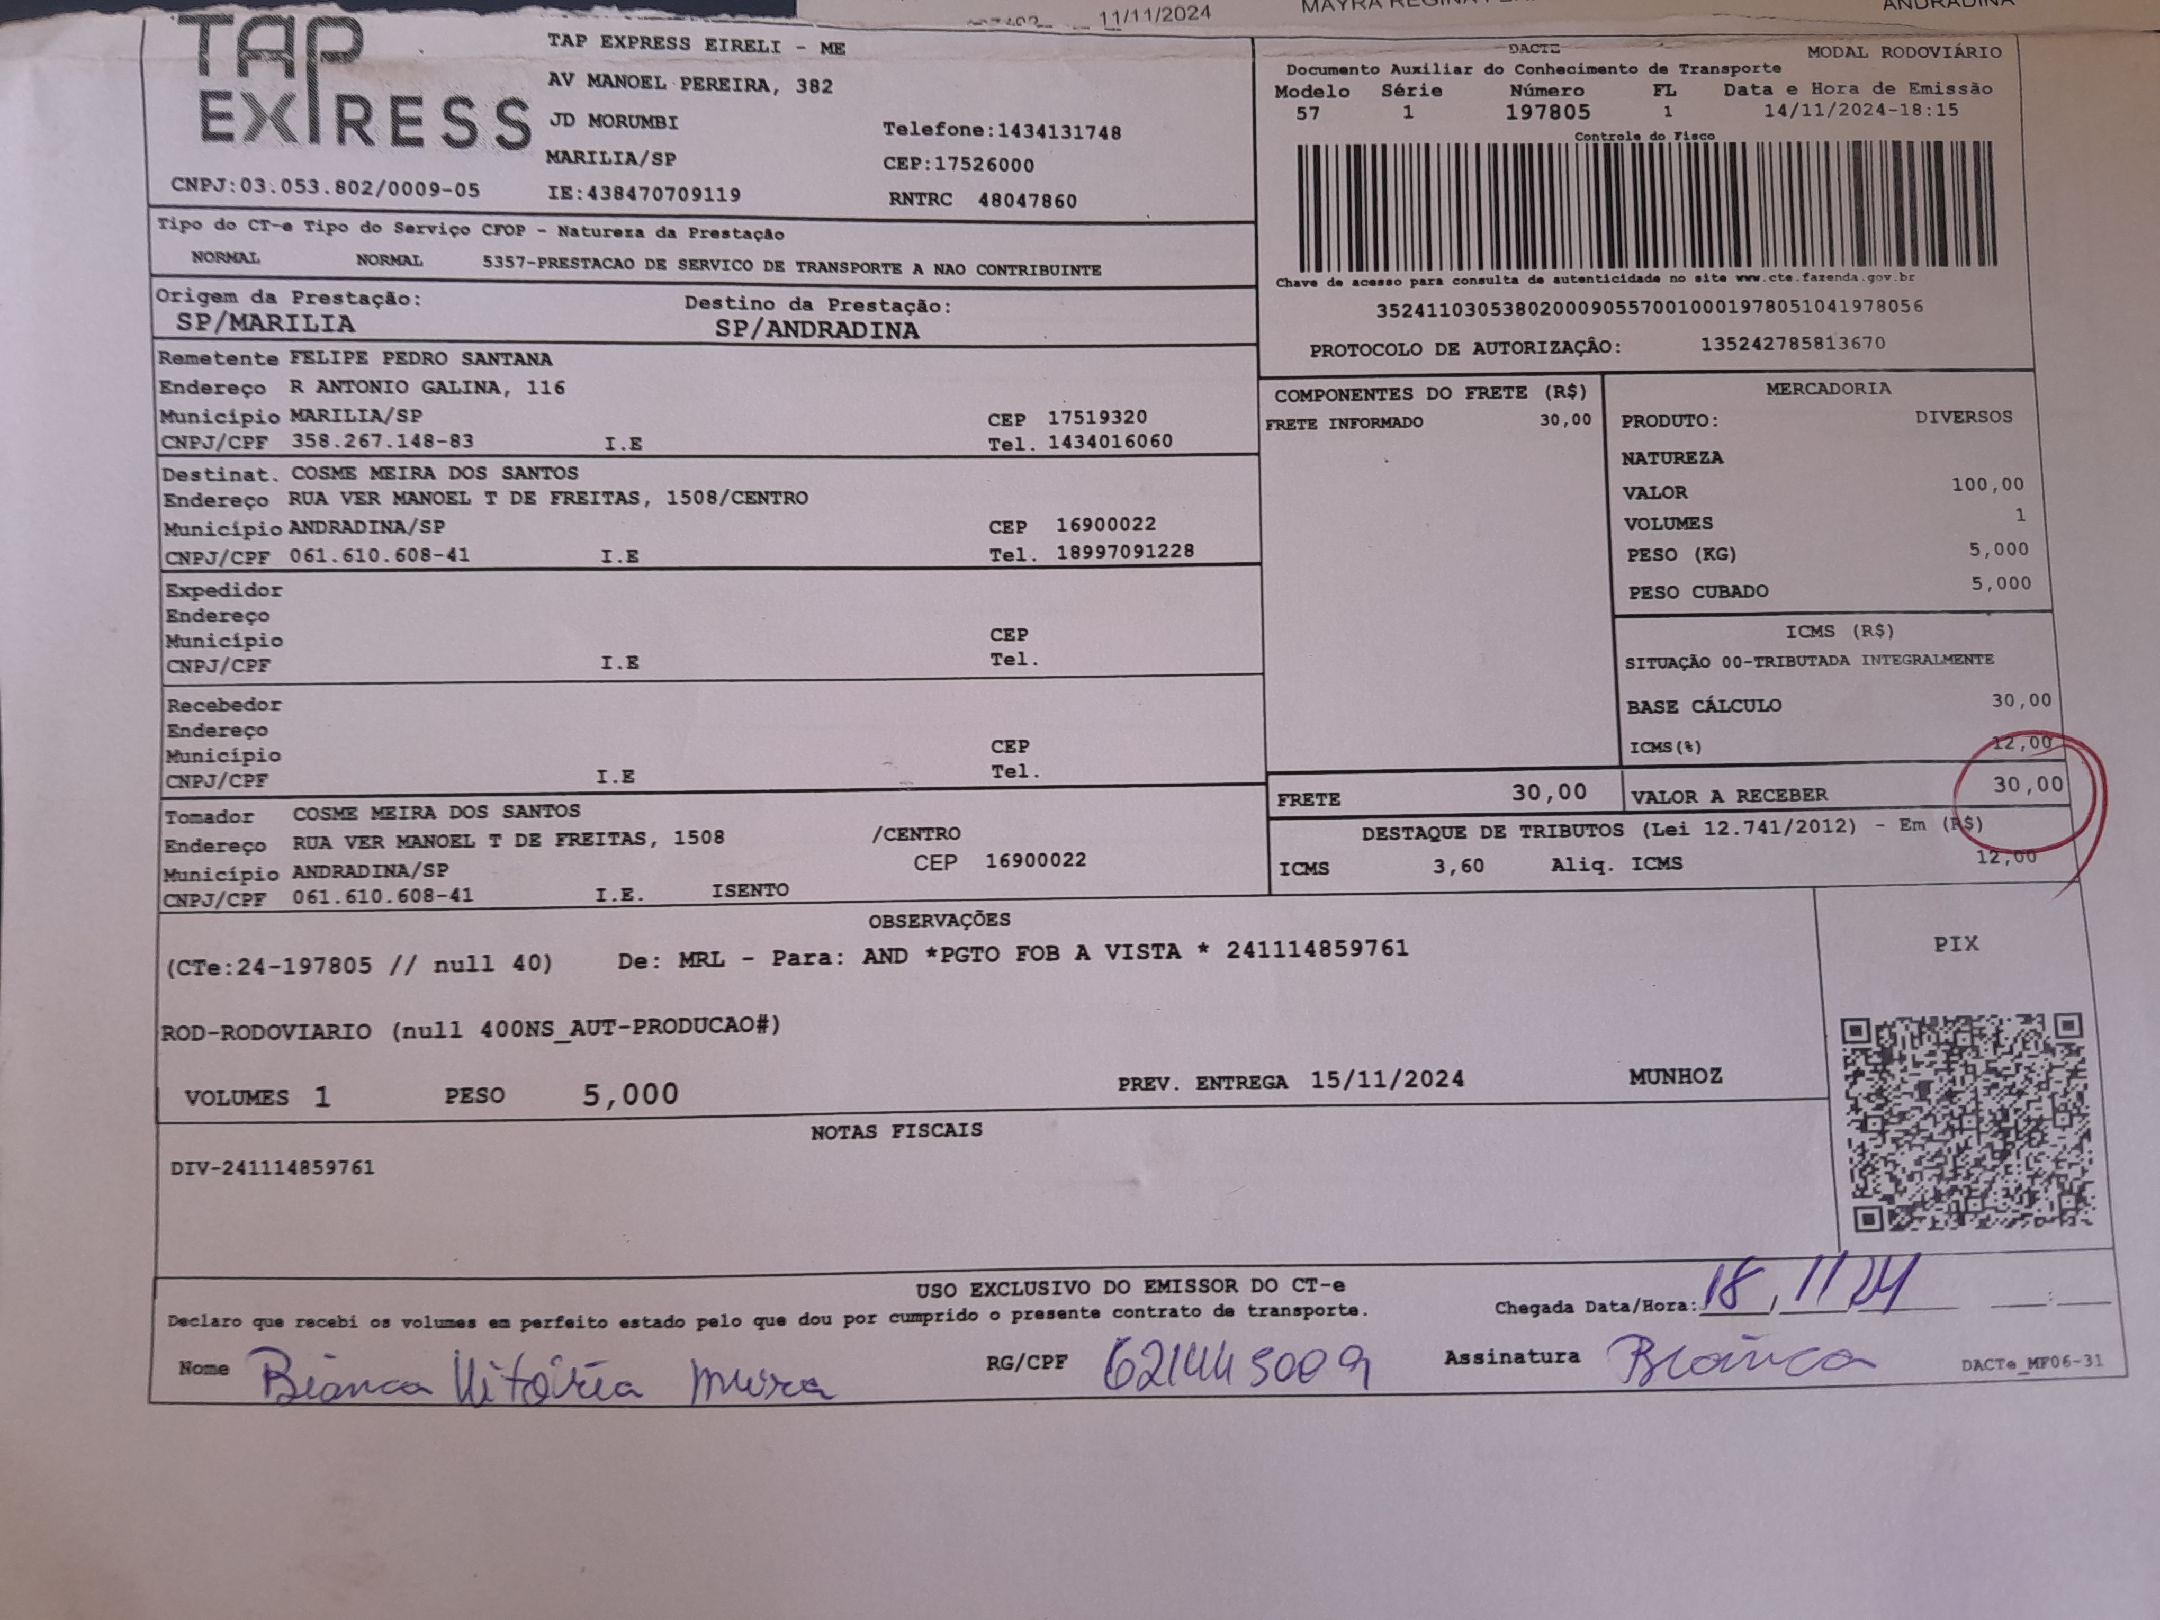 11/11/2024
ANDRADINA
TAP EXPRESS
CNPJ:03.053.802/0009-05
TAP EXPRESS EIRELI - ME
AV MANOEL PEREIRA, 382
JD MORUMBI
MARILIA/SP
IE:438470709119
Telefone:1434131748
CEP:17526000
RNTRC 48047860
DACTE MODAL RODOVIÁRIO
Documento Auxiliar do Conhecimento de Transporte
Modelo Série Número FL Data e Hora de Emissão
57 1 197805 1 14/11/2024-18:15
Controle do Fisco
Chave de acesso para consulta de autenticidade no site www.cte.fazenda.gov.br
35241103053802000905570010001978051041978056
PROTOCOLO DE AUTORIZAÇÃO: 135242785813670
Tipo do CT-e Tipo do Serviço CFOP - Natureza da Prestação
NORMAL NORMAL 5357-PRESTACAO DE SERVICO DE TRANSPORTE A NAO CONTRIBUINTE
Origem da Prestação: Destino da Prestação:
SP/MARILIA SP/ANDRADINA
Remetente FELIPE PEDRO SANTANA
Endereço R ANTONIO GALINA, 116
Município MARILIA/SP CEP 17519320
CNPJ/CPF 358.267.148-83 I.E Tel. 1434016060
Destinat. COSME MEIRA DOS SANTOS
Endereço RUA VER MANOEL T DE FREITAS, 1508/CENTRO
Município ANDRADINA/SP CEP 16900022
CNPJ/CPF 061.610.608-41 I.E Tel. 18997091228
Expedidor
Endereço
Município CEP
CNPJ/CPF I.E Tel.
Recebedor
Endereço
Município CEP
CNPJ/CPF I.E Tel.
Tomador COSME MEIRA DOS SANTOS
Endereço RUA VER MANOEL T DE FREITAS, 1508 /CENTRO
Município ANDRADINA/SP CEP 16900022
CNPJ/CPF 061.610.608-41 I.E. ISENTO
COMPONENTES DO FRETE (R$)
FRETE INFORMADO 30,00
MERCADORIA
PRODUTO: DIVERSOS
NATUREZA
VALOR 100,00
VOLUMES 1
PESO (KG) 5,000
PESO CUBADO 5,000
ICMS (R$)
SITUAÇÃO 00-TRIBUTADA INTEGRALMENTE
BASE CÁLCULO 30,00
ICMS(%) 12,00
FRETE 30,00 VALOR A RECEBER 30,00
DESTAQUE DE TRIBUTOS (Lei 12.741/2012) - Em (R$)
ICMS 3,60 Aliq. ICMS 12,00
OBSERVAÇÕES
(CTe:24-197805 // null 40) De: MRL - Para: AND *PGTO FOB A VISTA * 241114859761
ROD-RODOVIARIO (null 400NS_AUT-PRODUCAO#)
VOLUMES 1 PESO 5,000 PREV. ENTREGA 15/11/2024 MUNHOZ
PIX
NOTAS FISCAIS
DIV-241114859761
USO EXCLUSIVO DO EMISSOR DO CT-e
Declaro que recebi os volumes em perfeito estado pelo que dou por cumprido o presente contrato de transporte.
Chegada Data/Hora: 18, 11 24 :
Nome Bianca Vitória RG/CPF 621445009 Assinatura Bianca DACTe_MF06-31